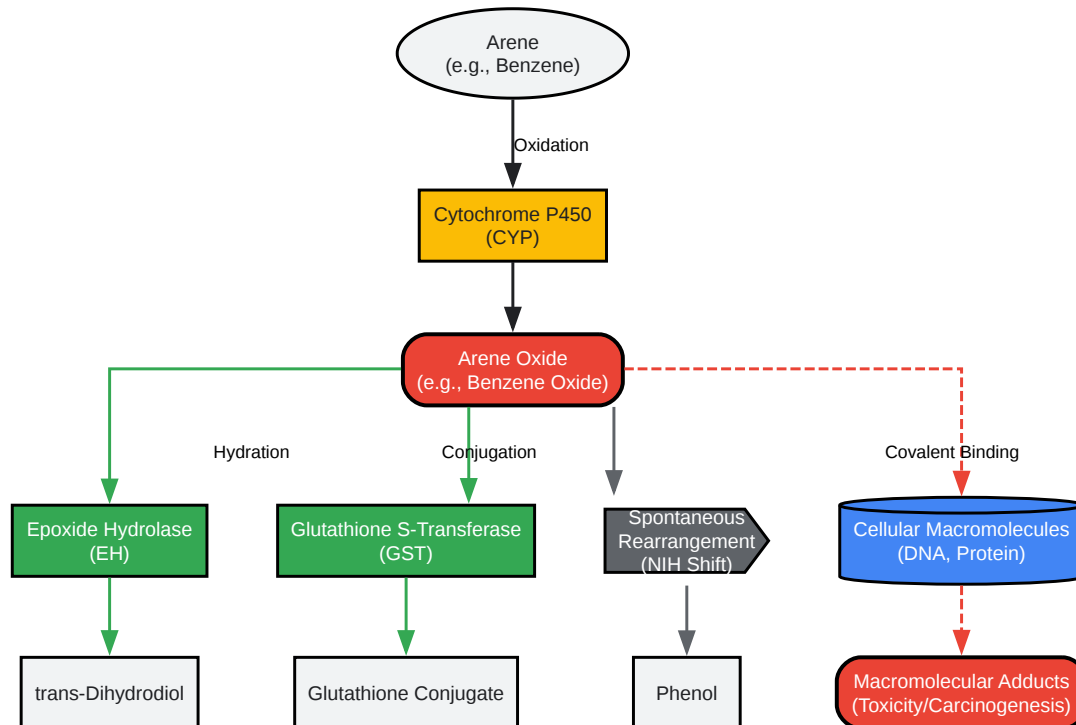 Arene
(e.g., Benzene)
Oxidation
Cytochrome P450
(CYP)
Arene Oxide
(e.g., Benzene Oxide)
Hydration
Conjugation
Covalent Binding
Epoxide Hydrolase
(EH)
Glutathione S-Transferase
(GST)
Spontaneous
Rearrangement
(NIH Shift)
Cellular Macromolecules
(DNA, Protein)
trans-Dihydrodiol
Glutathione Conjugate
Phenol
Macromolecular Adducts
(Toxicity/Carcinogenesis)